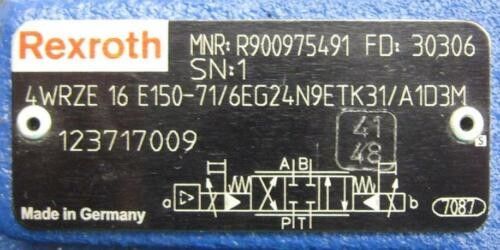 Rexroth
MNR: R900975491 FD: 30306
SN:1
4WRZE 16 E150-71/6EG24N9ETK31/A1D3M
123717009
41
48
S
A B
a
b
P T
7087
Made in Germany